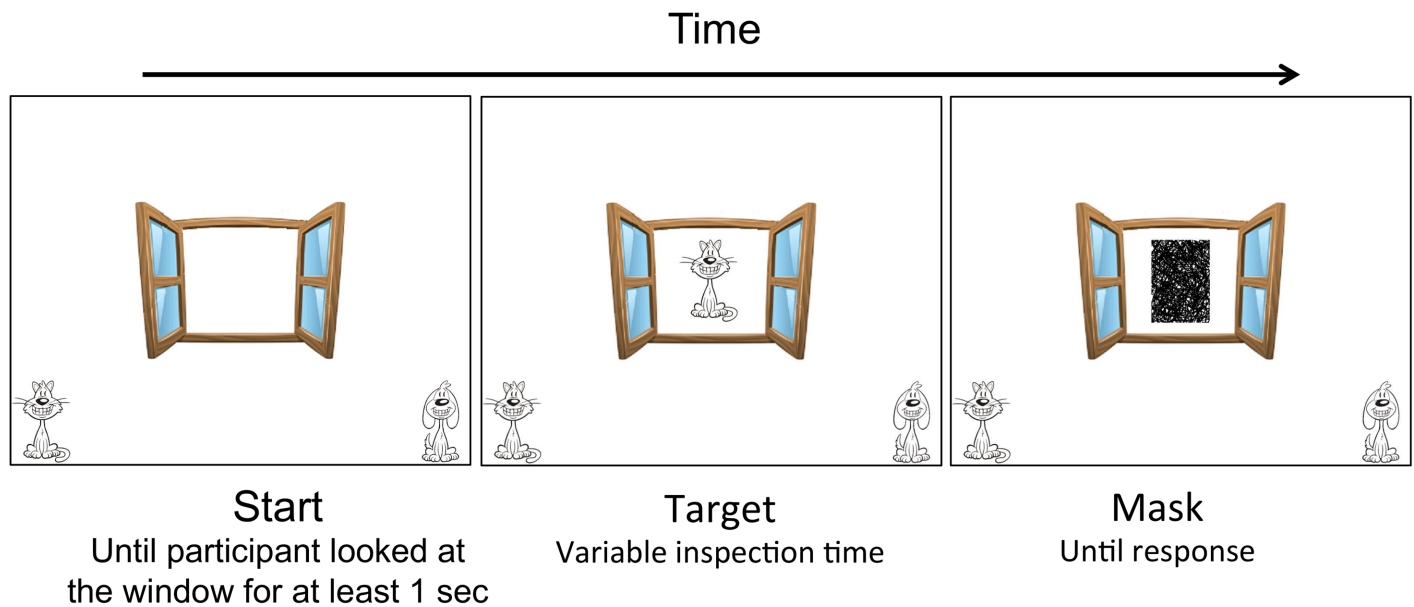 Time
Start
Until participant looked at
the window for at least 1 sec
Target
Variable inspection time
Mask
Until response